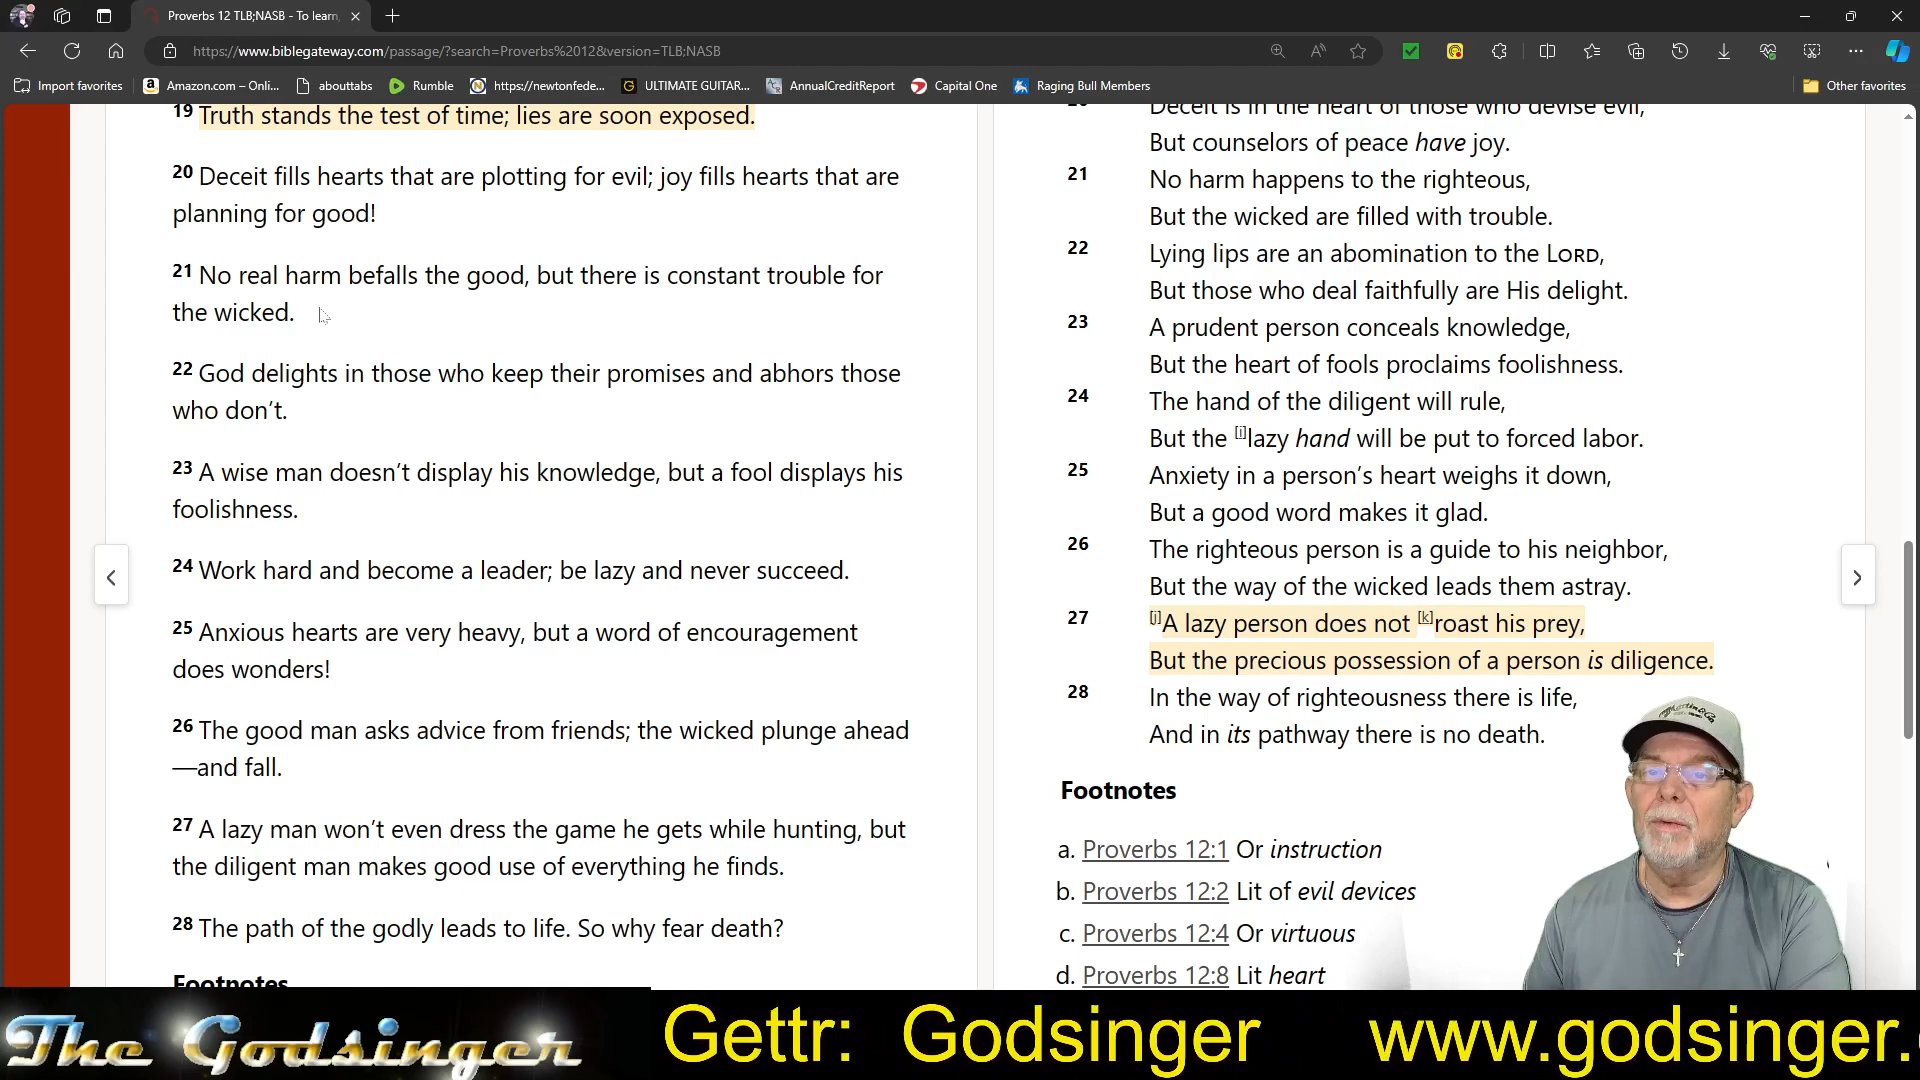 Proverbs 12 TLB;NASB - To learn,
https://www.biblegateway.com/passage/?search=Proverbs%2012&version=TLB;NASB
Import favorites
Amazon.com – Onli...
abouttabs
Rumble
https://newtonfede...
ULTIMATE GUITAR...
AnnualCreditReport
Capital One
Raging Bull Members
Other favorites
19 Truth stands the test of time; lies are soon exposed.
20 Deceit fills hearts that are plotting for evil; joy fills hearts that are
planning for good!
21 No real harm befalls the good, but there is constant trouble for
the wicked.
22 God delights in those who keep their promises and abhors those
who don’t.
23 A wise man doesn’t display his knowledge, but a fool displays his
foolishness.
24 Work hard and become a leader; be lazy and never succeed.
25 Anxious hearts are very heavy, but a word of encouragement
does wonders!
26 The good man asks advice from friends; the wicked plunge ahead
—and fall.
27 A lazy man won’t even dress the game he gets while hunting, but
the diligent man makes good use of everything he finds.
28 The path of the godly leads to life. So why fear death?
Footnotes
20 Deceit is in the heart of those who devise evil,
But counselors of peace have joy.
21 No harm happens to the righteous,
But the wicked are filled with trouble.
22 Lying lips are an abomination to the LORD,
But those who deal faithfully are His delight.
23 A prudent person conceals knowledge,
But the heart of fools proclaims foolishness.
24 The hand of the diligent will rule,
But the [i]lazy hand will be put to forced labor.
25 Anxiety in a person’s heart weighs it down,
But a good word makes it glad.
26 The righteous person is a guide to his neighbor,
But the way of the wicked leads them astray.
27 [j]A lazy person does not [k]roast his prey,
But the precious possession of a person is diligence.
28 In the way of righteousness there is life,
And in its pathway there is no death.
Footnotes
a. Proverbs 12:1 Or instruction
b. Proverbs 12:2 Lit of evil devices
c. Proverbs 12:4 Or virtuous
d. Proverbs 12:8 Lit heart
Martin & Co.
The Godsinger
Gettr: Godsinger www.godsinger.